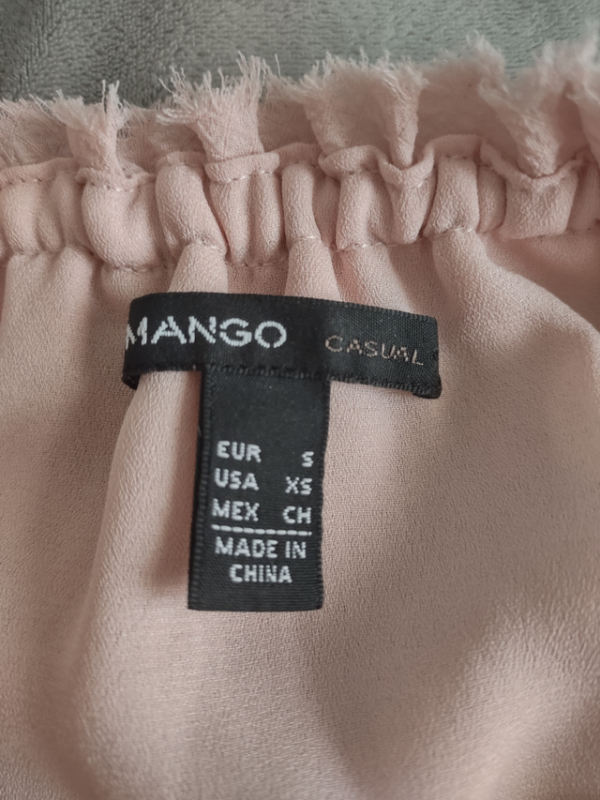 MANGO CASUAL
EUR S
USA XS
MEX CH
MADE IN
CHINA